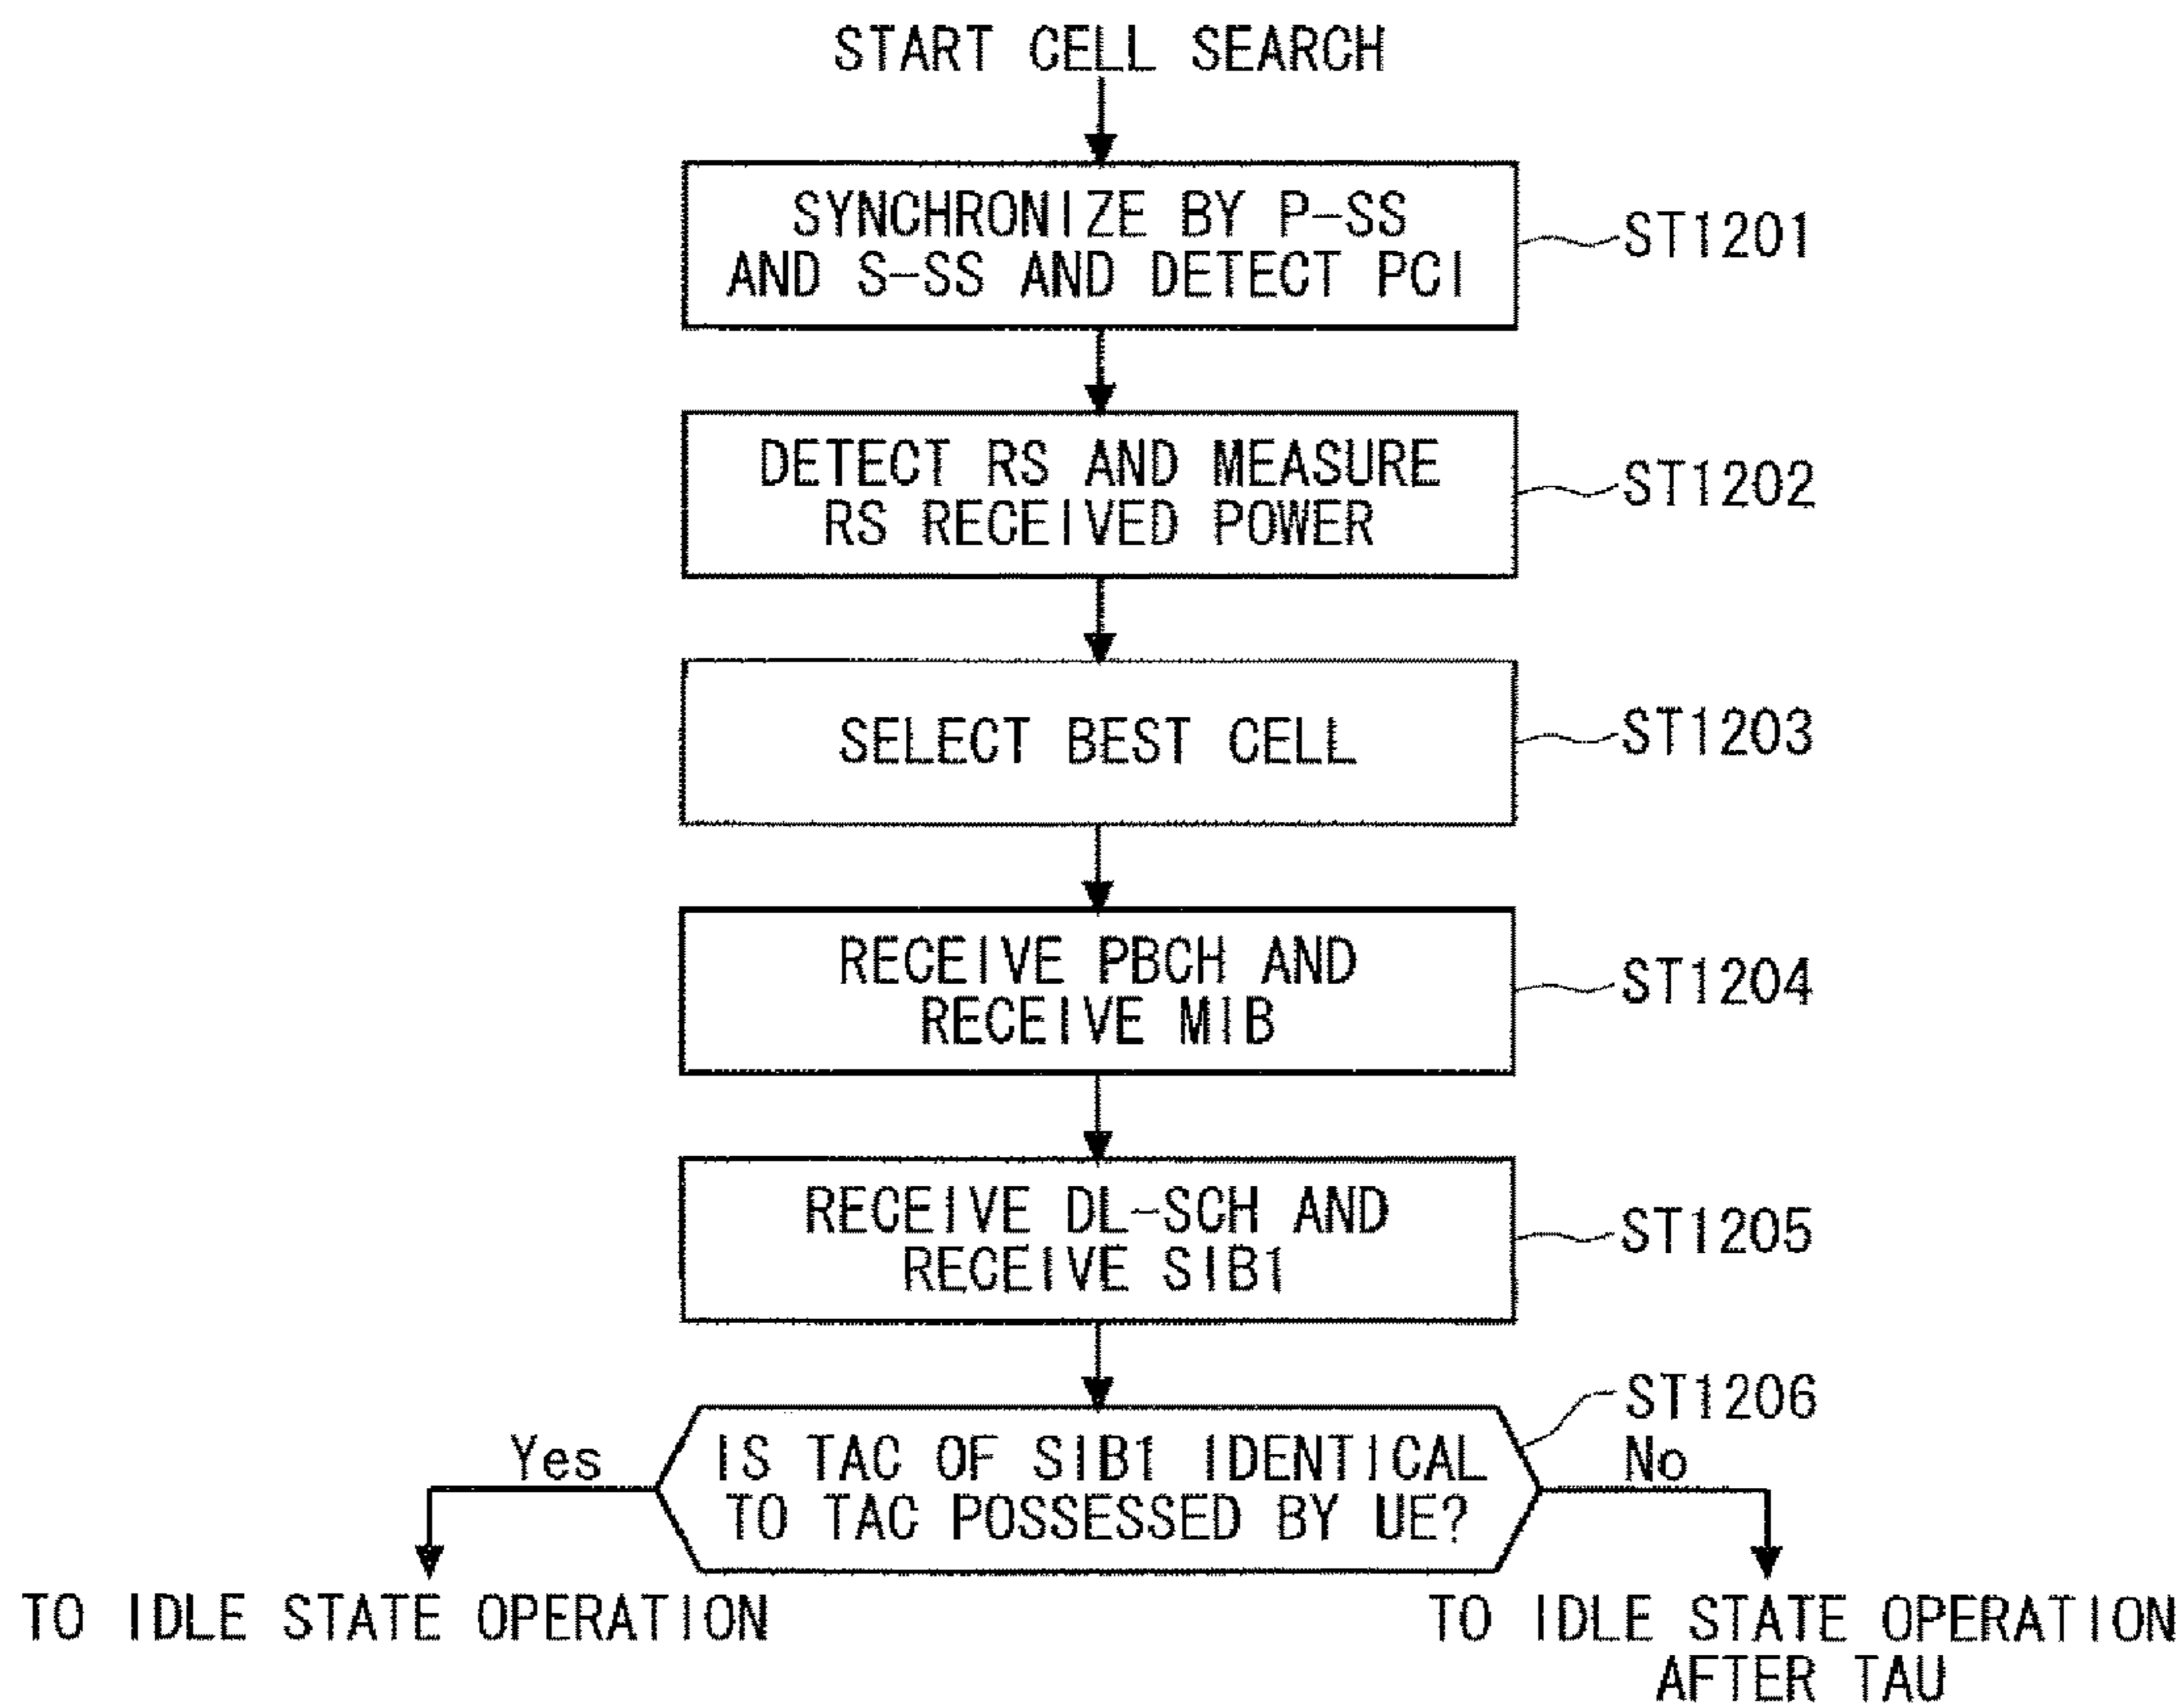 START CELL SEARCH
SYNCHRONIZE BY P-SS
AND S-SS AND DETECT PCI
ST1201
DETECT RS AND MEASURE
RS RECEIVED POWER
ST1202
SELECT BEST CELL
ST1203
RECEIVE PBCH AND
RECEIVE MIB
ST1204
RECEIVE DL-SCH AND
RECEIVE SIB1
ST1205
ST1206
Yes
IS TAC OF SIB1 IDENTICAL
TO TAC POSSESSED BY UE?
No
TO IDLE STATE OPERATION
TO IDLE STATE OPERATION
AFTER TAU